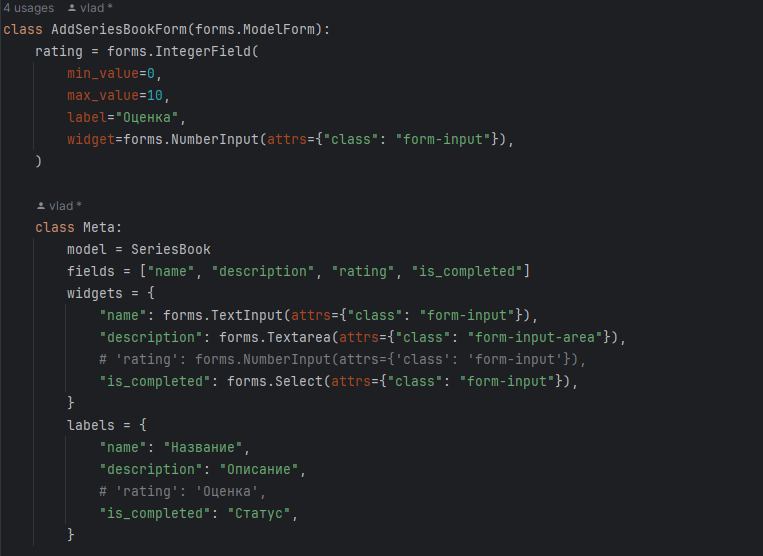 4 usages vlad *
class AddSeriesBookForm(forms.ModelForm):
    rating = forms.IntegerField(
        min_value=0,
        max_value=10,
        label="Оценка",
        widget=forms.NumberInput(attrs={"class": "form-input"}),
    )
    vlad *
    class Meta:
        model = SeriesBook
        fields = ["name", "description", "rating", "is_completed"]
        widgets = {
            "name": forms.TextInput(attrs={"class": "form-input"}),
            "description": forms.Textarea(attrs={"class": "form-input-area"}),
            # 'rating': forms.NumberInput(attrs={'class': 'form-input'}),
            "is_completed": forms.Select(attrs={"class": "form-input"}),
        }
        labels = {
            "name": "Название",
            "description": "Описание",
            # 'rating': 'Оценка',
            "is_completed": "Статус",
        }